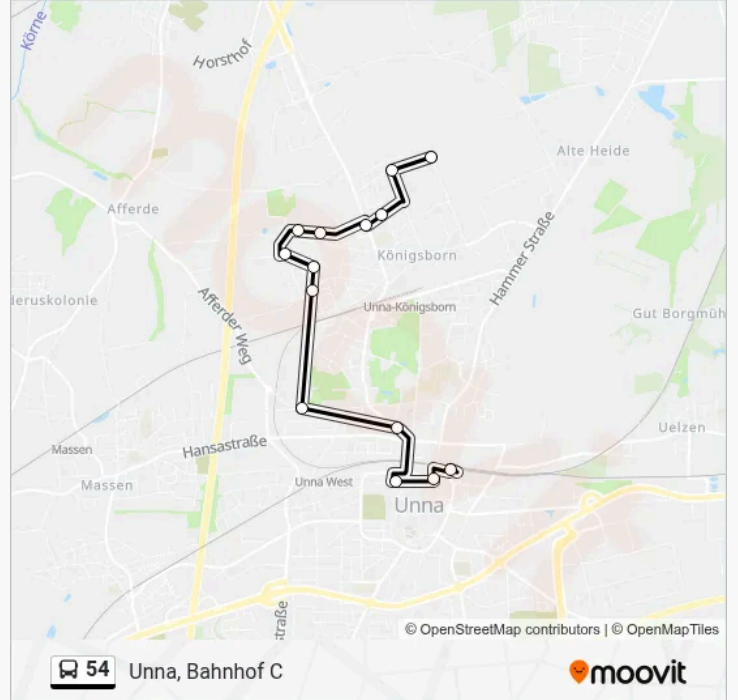 Körne
Horsthof
Alte Heide
Afferde
Hammer Straße
Königsborn
deruskolonie
Afferder Weg
Unna-Königsborn
Gut Borgmüh
Uelzen
Hansastraße
Massen
Unna West
Massen
Unna
straße
© OpenStreetMap contributors | © OpenMapTiles
54 Unna, Bahnhof C
moovit